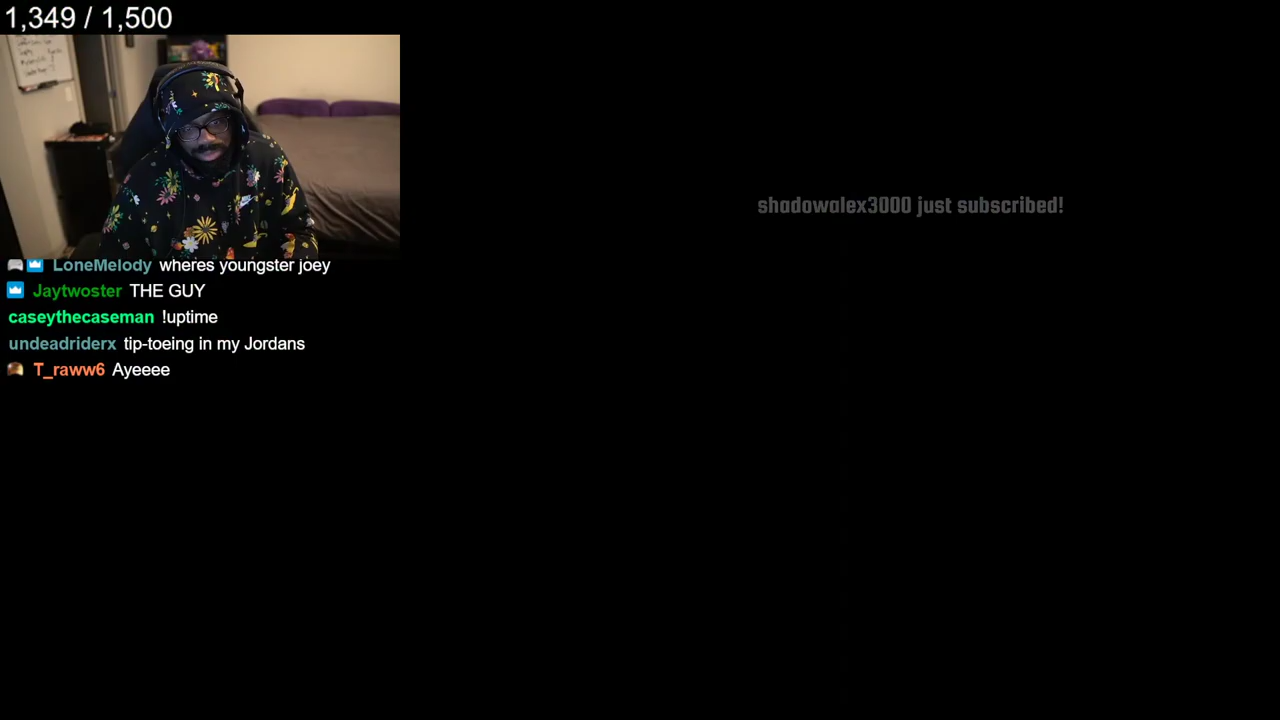 1,349 / 1,500
shadowalex3000 just subscribed!
LoneMelody wheres youngster joey
Jaytwoster THE GUY
caseythecaseman !uptime
undeadriderx tip-toeing in my Jordans
T_raww6 Ayeeee